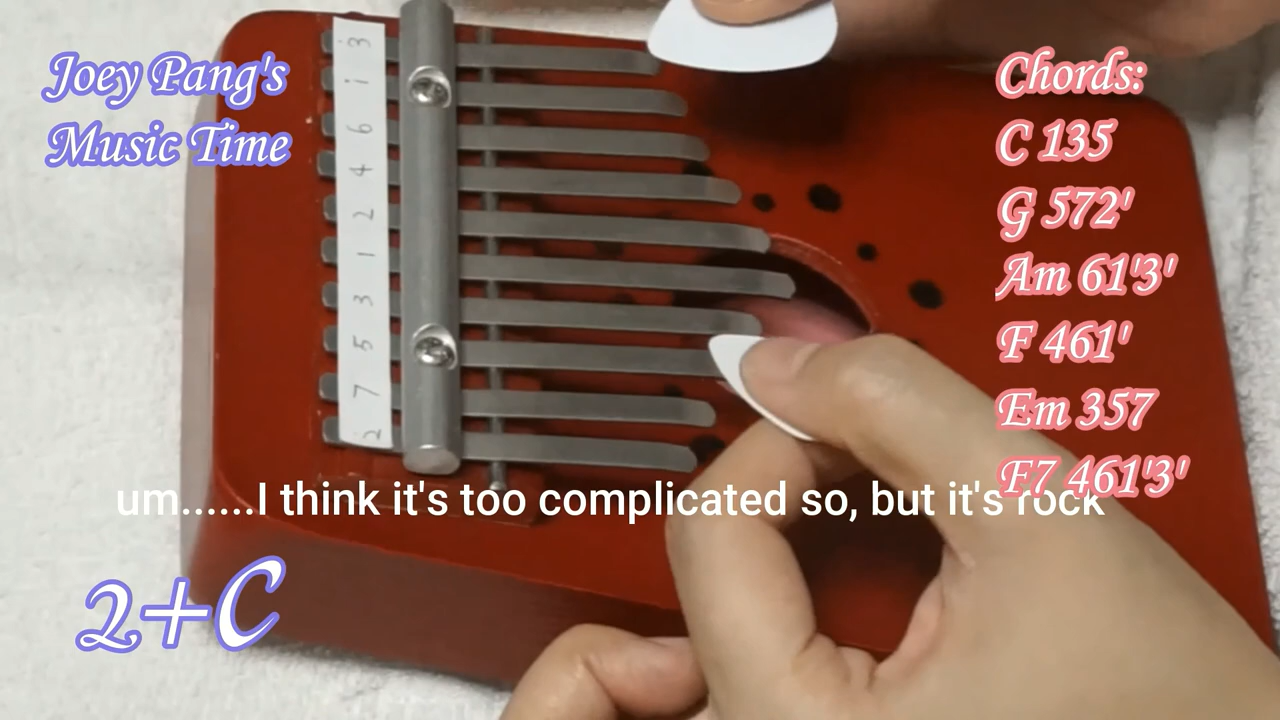 Joey Pang's
Music Time
Chords:
C 135
G 572'
Am 61'3'
F 461'
Em 357
F7 461'3'
3
i
6
4
2
1
3
5
7
2
um......I think it's too complicated so, but it's rock
2+C